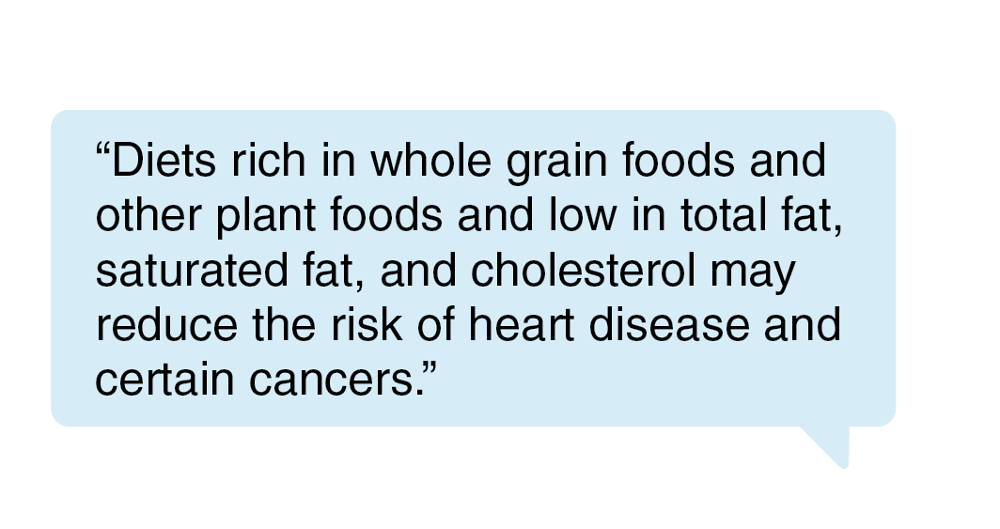 “Diets rich in whole grain foods and
other plant foods and low in total fat,
saturated fat, and cholesterol may
reduce the risk of heart disease and
certain cancers.”